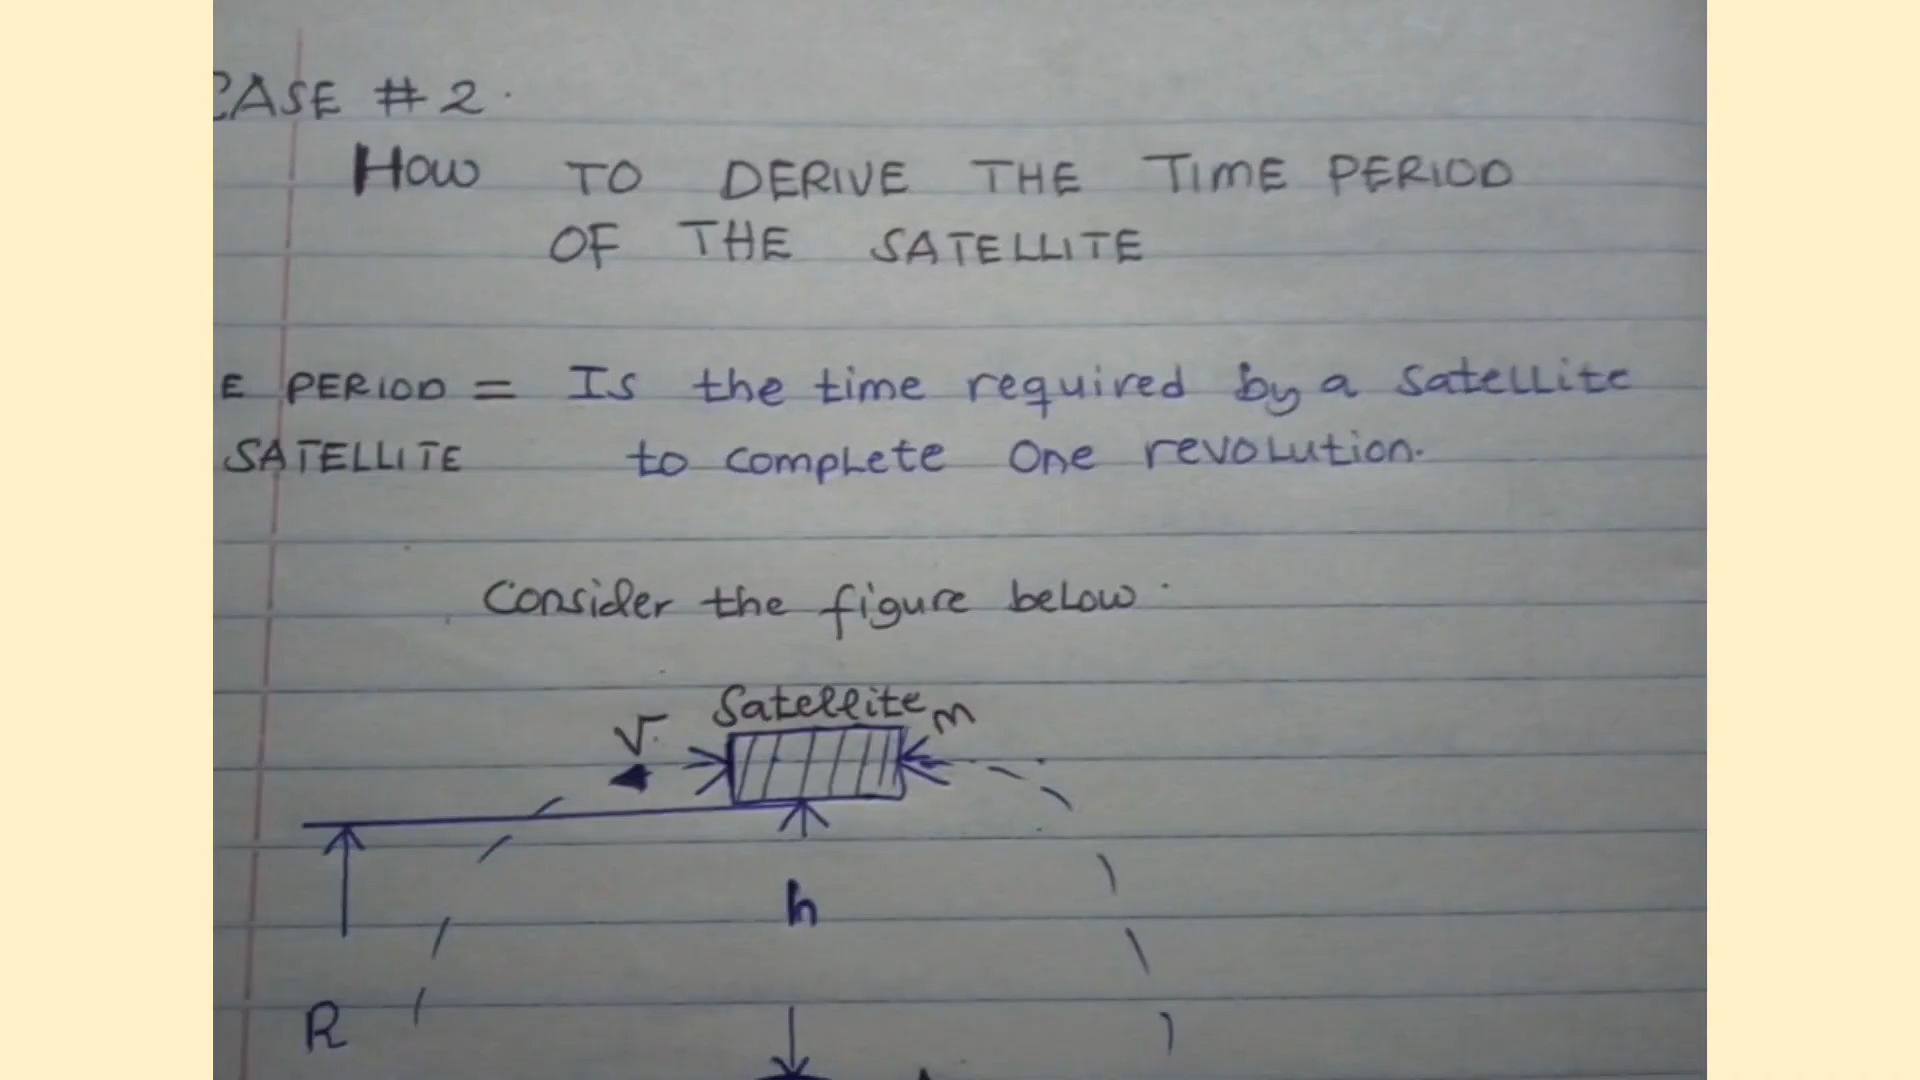 CASE # 2.
HOW TO DERIVE THE TIME PERIOD
OF THE SATELLITE
E PERIOD = Is the time required by a satellite
SATELLITE to complete one revolution.
Consider the figure below.
Satellite m
V
h
R